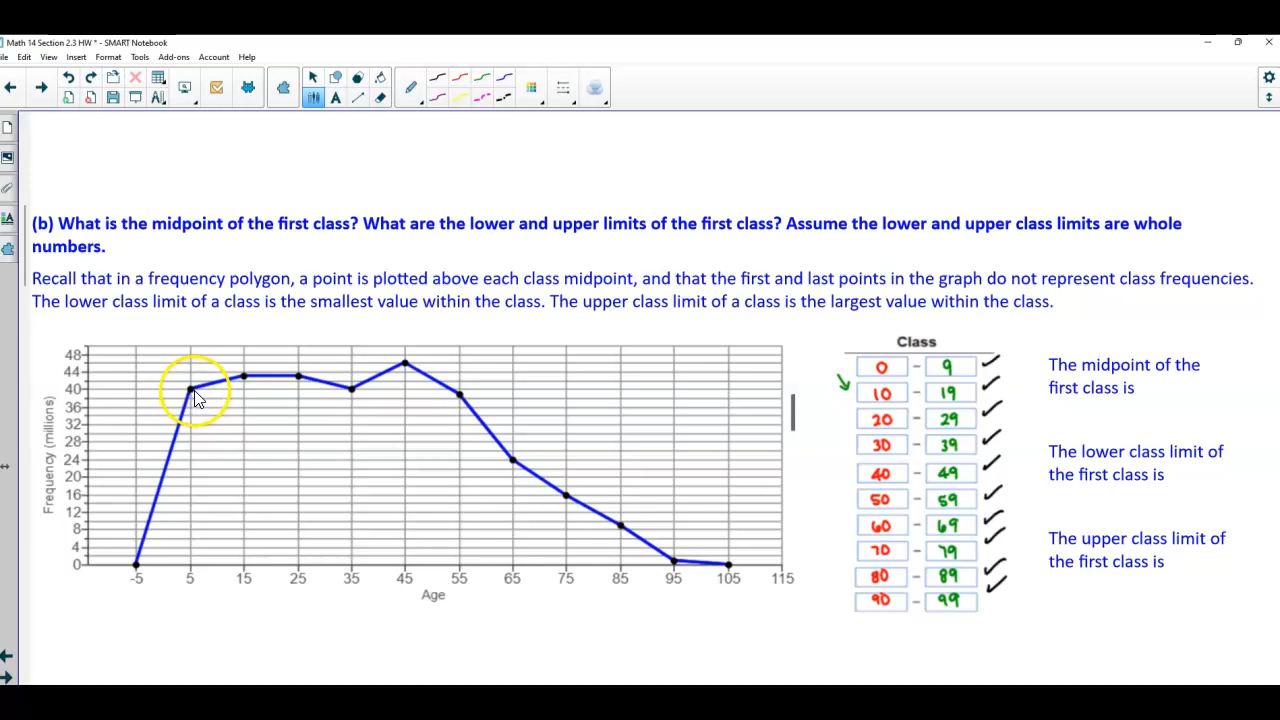 Math 14 Section 2.3 HW * - SMART Notebook
ile Edit View Insert Format Tools Add-ons Account Help
(b) What is the midpoint of the first class? What are the lower and upper limits of the first class? Assume the lower and upper class limits are whole
numbers.
Recall that in a frequency polygon, a point is plotted above each class midpoint, and that the first and last points in the graph do not represent class frequencies.
The lower class limit of a class is the smallest value within the class. The upper class limit of a class is the largest value within the class.
Frequency (millions)
48
44
40
36
32
28
24
20
16
12
8
4
0
-5 5 15 25 35 45 55 65 75 85 95 105 115
Age
Class
0 - 9
10 - 19
20 - 29
30 - 39
40 - 49
50 - 59
60 - 69
70 - 79
80 - 89
90 - 99
The midpoint of the
first class is
The lower class limit of
the first class is
The upper class limit of
the first class is